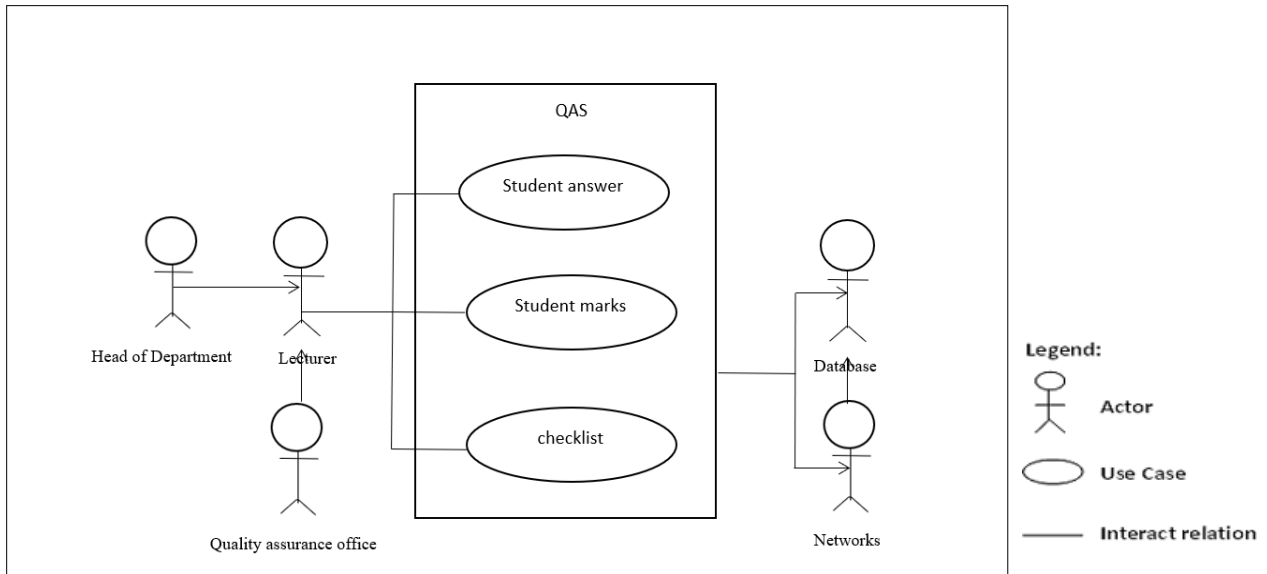 QAS
Student answer
Student marks
checklist
Head of Department
Lecturer
Quality assurance office
Database
Networks
Legend:
Actor
Use Case
Interact relation